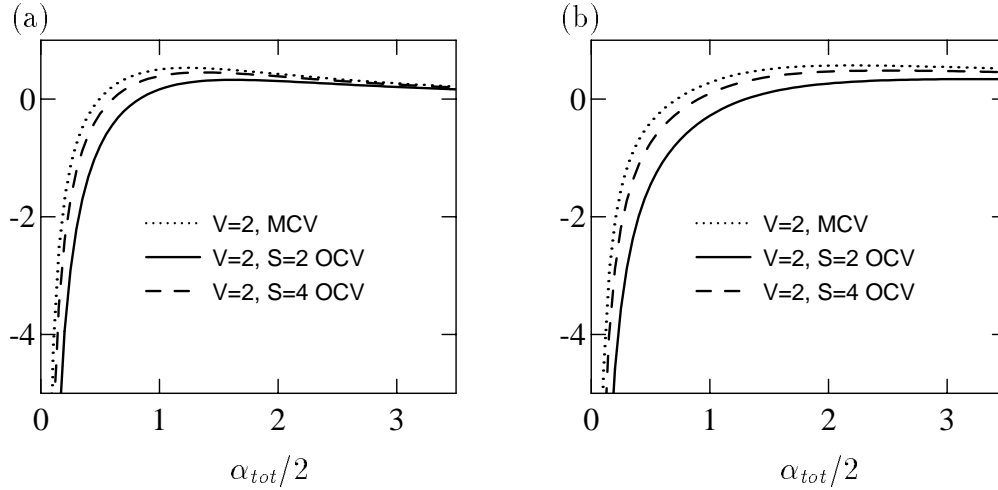 (a)
0
-2
-4
V=2, MCV
V=2, S=2 OCV
V=2, S=4 OCV
0 1 2 3
α_tot/2
(b)
0
-2
-4
V=2, MCV
V=2, S=2 OCV
V=2, S=4 OCV
0 1 2 3
α_tot/2